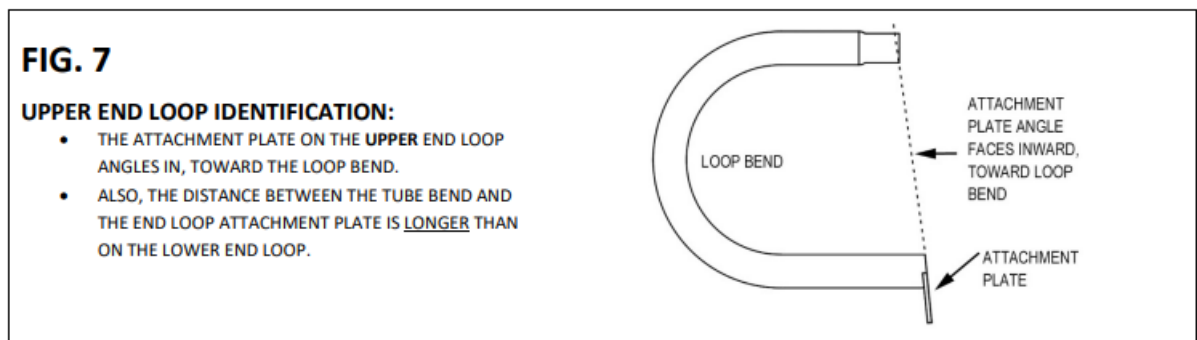 FIG. 7
UPPER END LOOP IDENTIFICATION:
• THE ATTACHMENT PLATE ON THE UPPER END LOOP
ANGLES IN, TOWARD THE LOOP BEND.
• ALSO, THE DISTANCE BETWEEN THE TUBE BEND AND
THE END LOOP ATTACHMENT PLATE IS LONGER THAN
ON THE LOWER END LOOP.
LOOP BEND
ATTACHMENT
PLATE ANGLE
FACES INWARD,
TOWARD LOOP
BEND
ATTACHMENT
PLATE